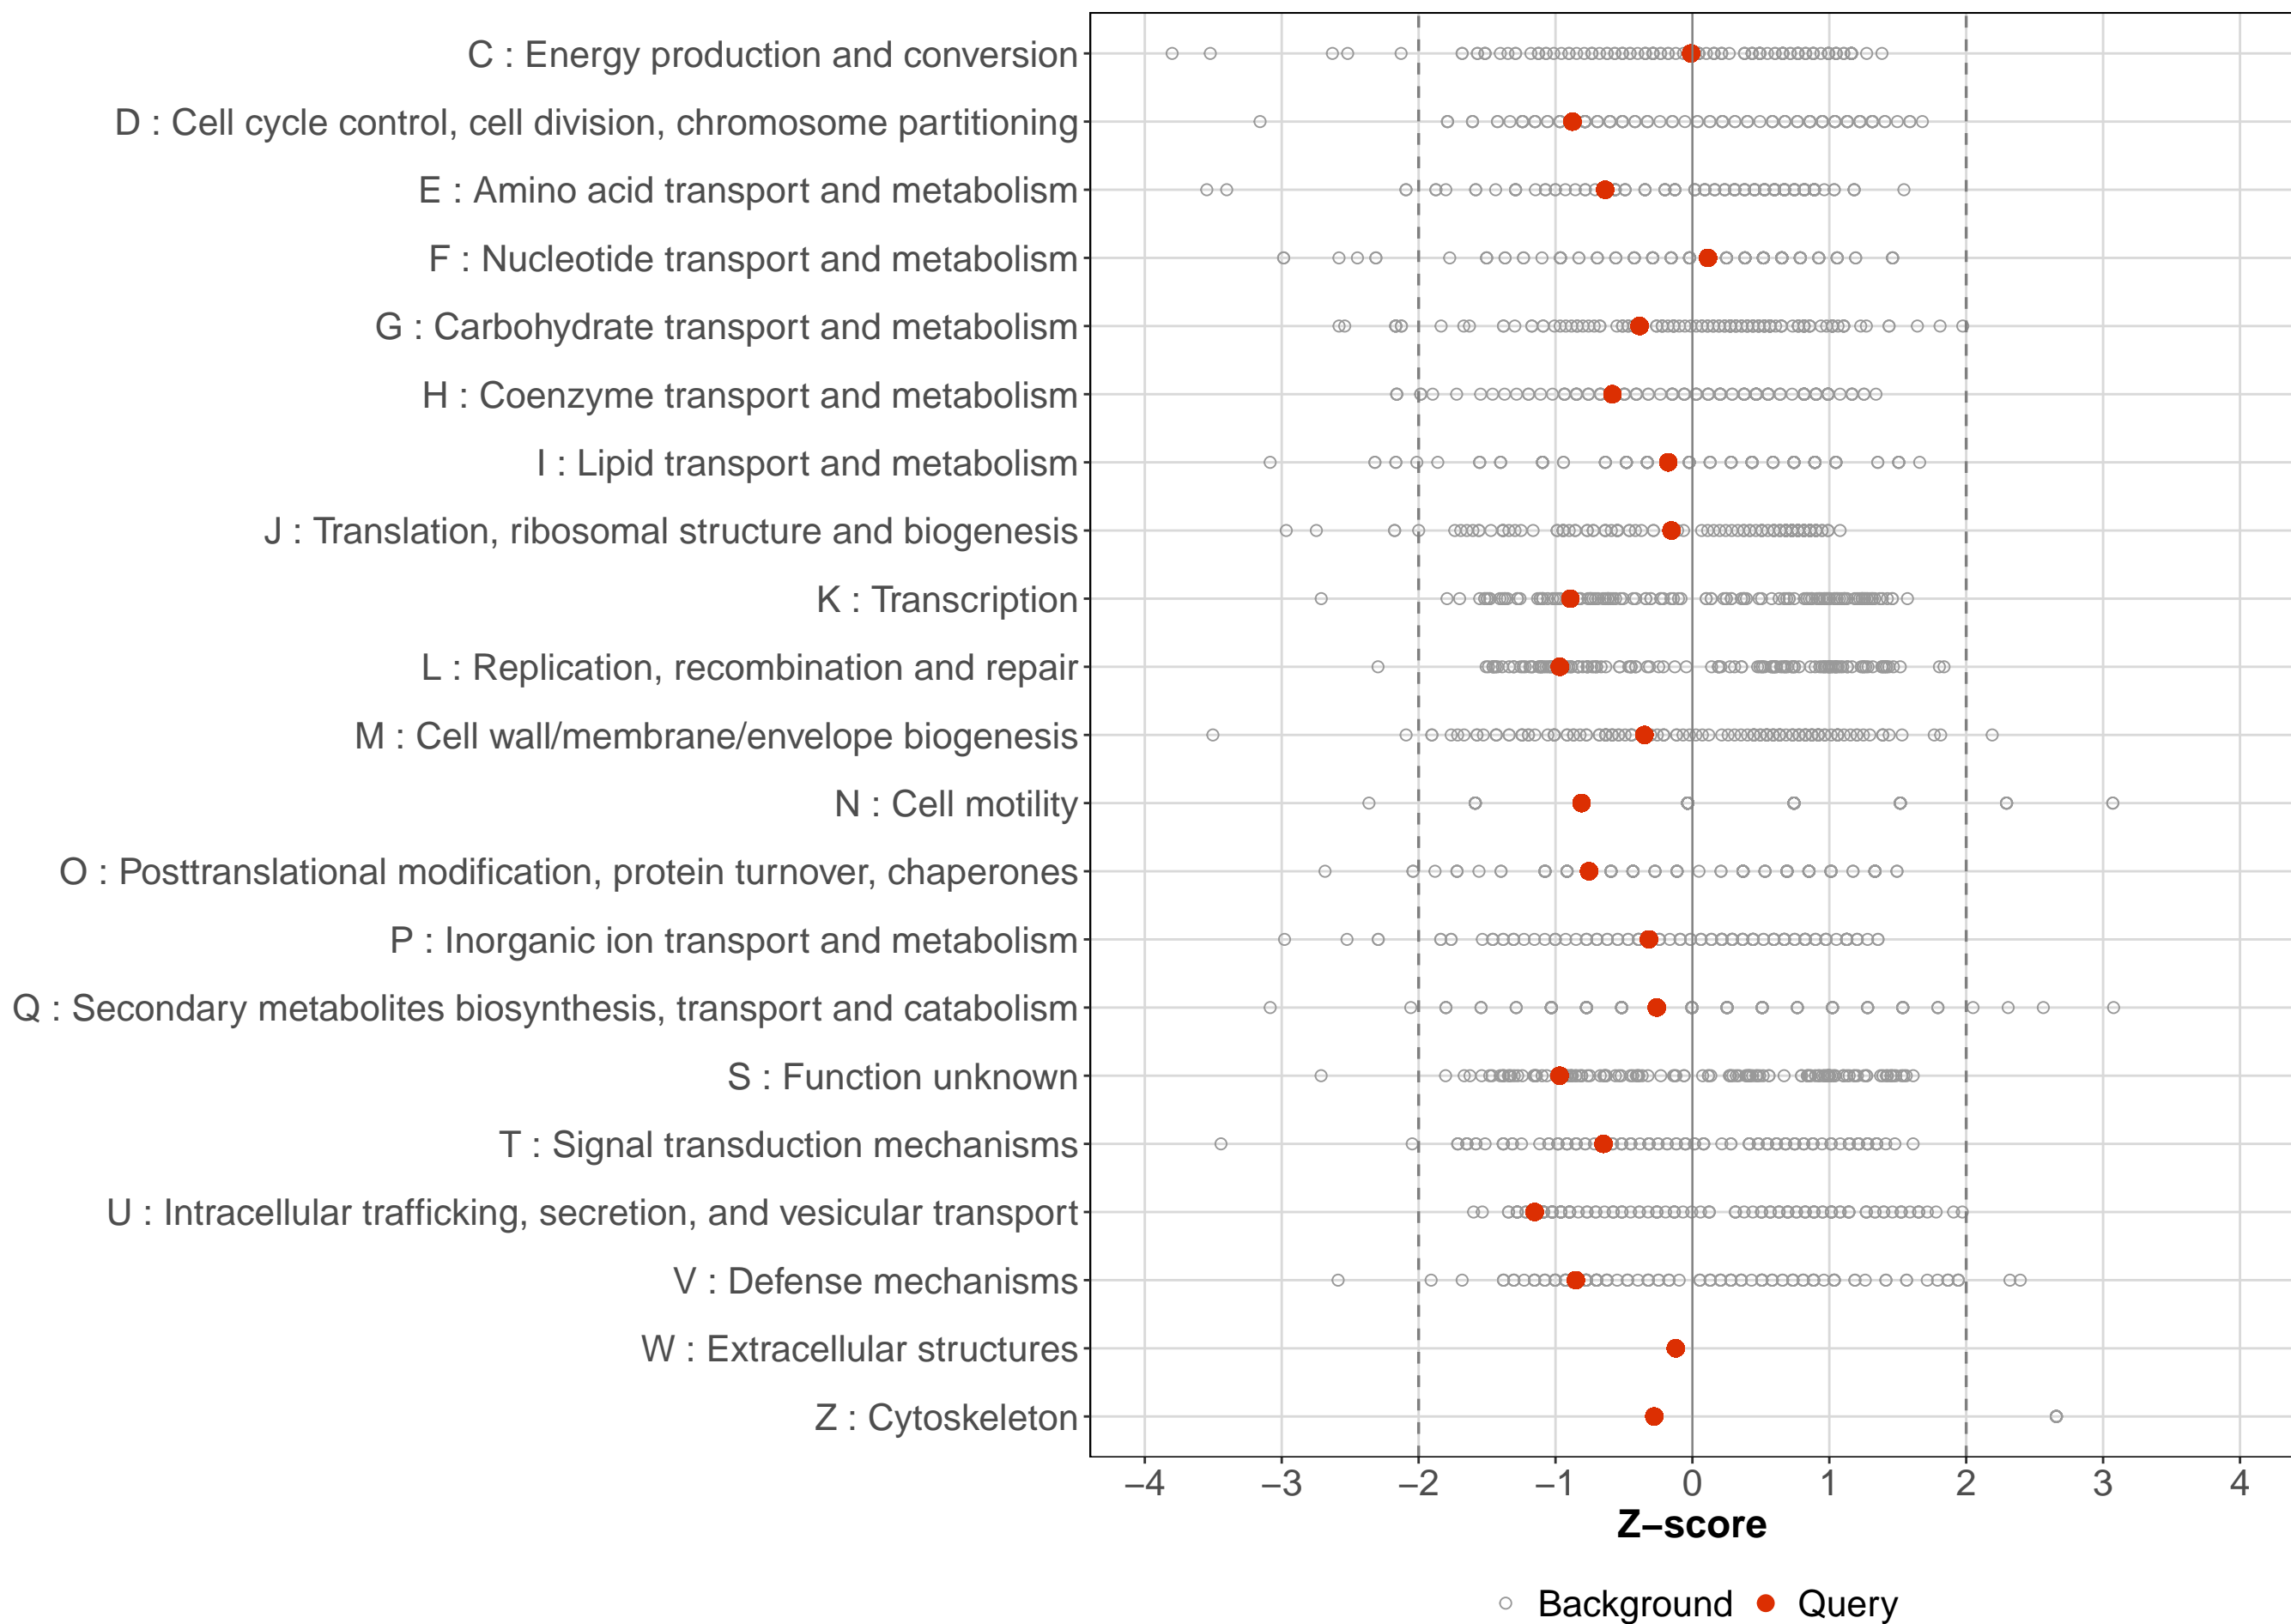 C : Energy production and conversion
D : Cell cycle control, cell division, chromosome partitioning
E : Amino acid transport and metabolism
F : Nucleotide transport and metabolism
G : Carbohydrate transport and metabolism
H : Coenzyme transport and metabolism
I : Lipid transport and metabolism
J : Translation, ribosomal structure and biogenesis
K : Transcription
L : Replication, recombination and repair
M : Cell wall/membrane/envelope biogenesis
N : Cell motility
O : Posttranslational modification, protein turnover, chaperones
P : Inorganic ion transport and metabolism
Q : Secondary metabolites biosynthesis, transport and catabolism
S : Function unknown
T : Signal transduction mechanisms
U : Intracellular trafficking, secretion, and vesicular transport
V : Defense mechanisms
W : Extracellular structures
Z : Cytoskeleton
−4 −3 −2 −1 0 1 2 3 4
Z−score
Background Query